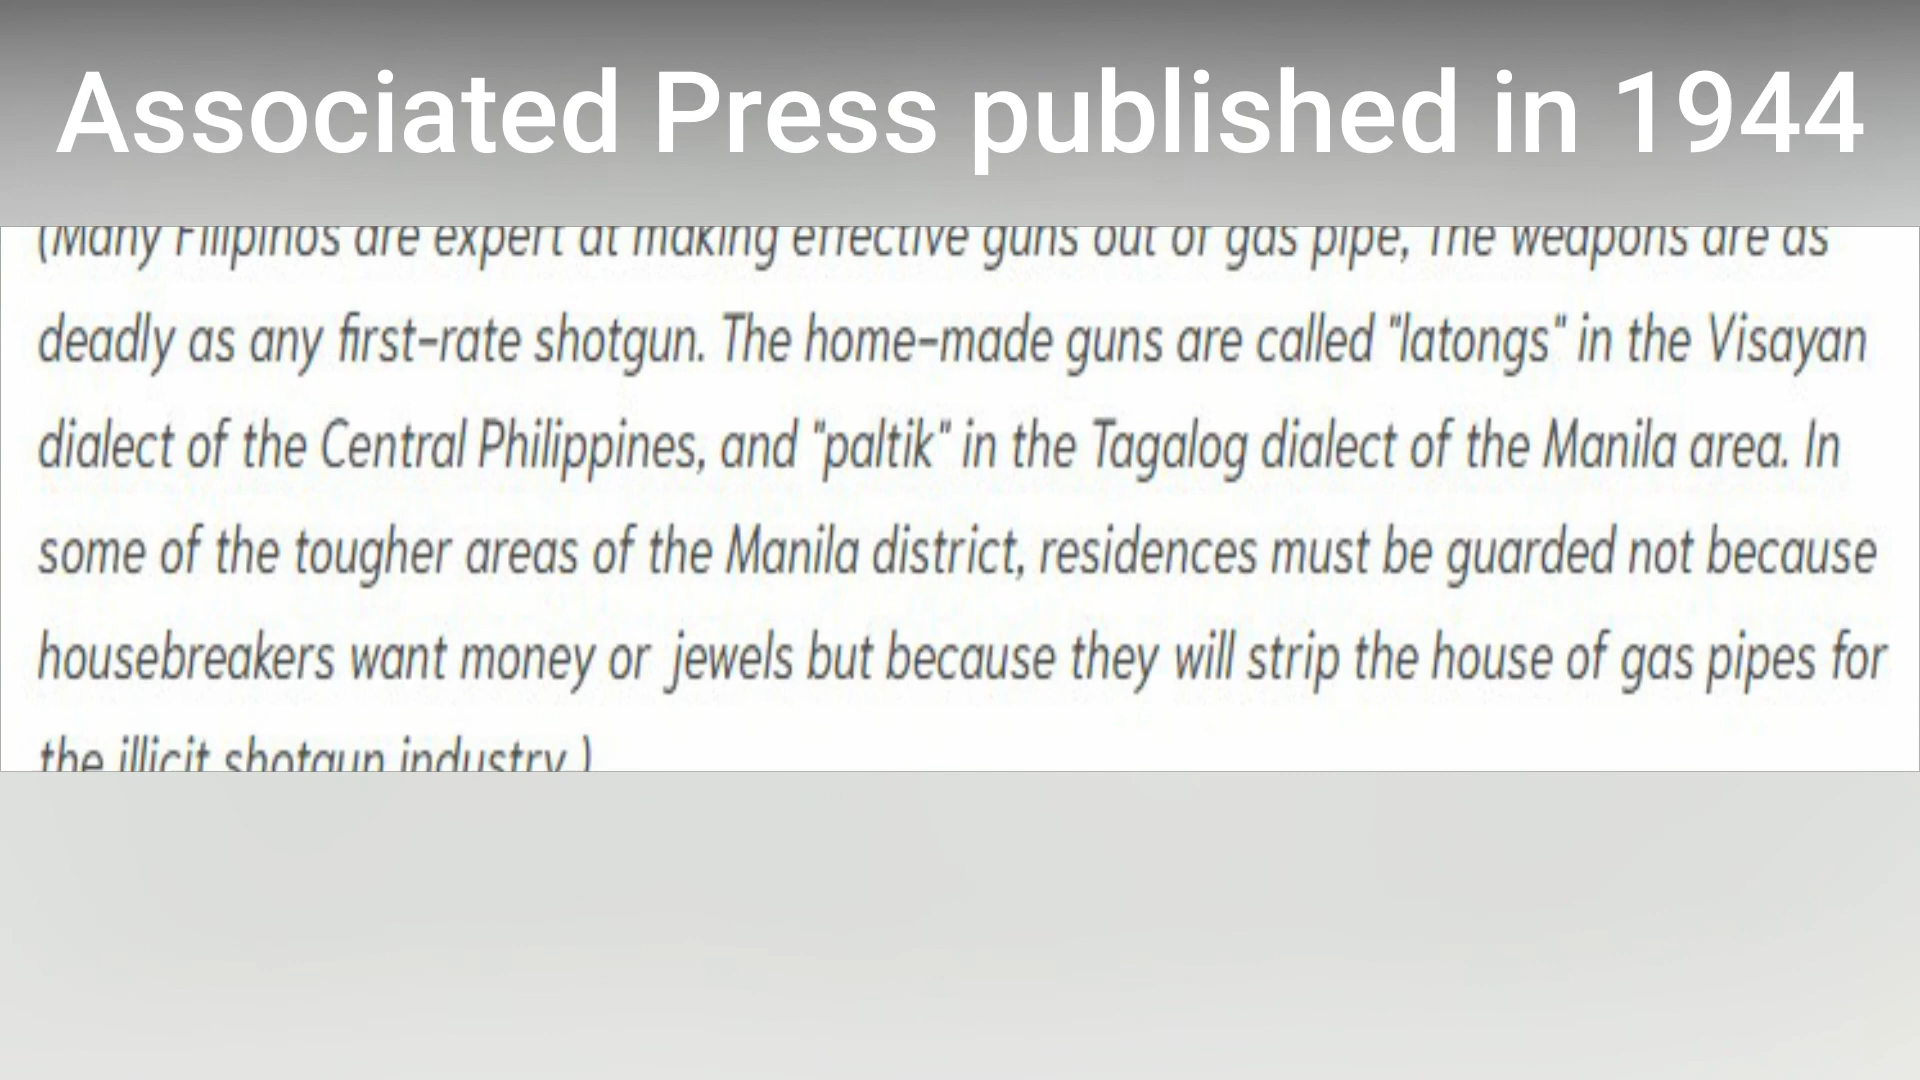 Associated Press published in 1944
(Many Filipinos are expert at making effective guns out of gas pipe, The weapons are as
deadly as any first-rate shotgun. The home-made guns are called "latongs" in the Visayan
dialect of the Central Philippines, and "paltik" in the Tagalog dialect of the Manila area. In
some of the tougher areas of the Manila district, residences must be guarded not because
housebreakers want money or jewels but because they will strip the house of gas pipes for
the illicit shotgun industry.)